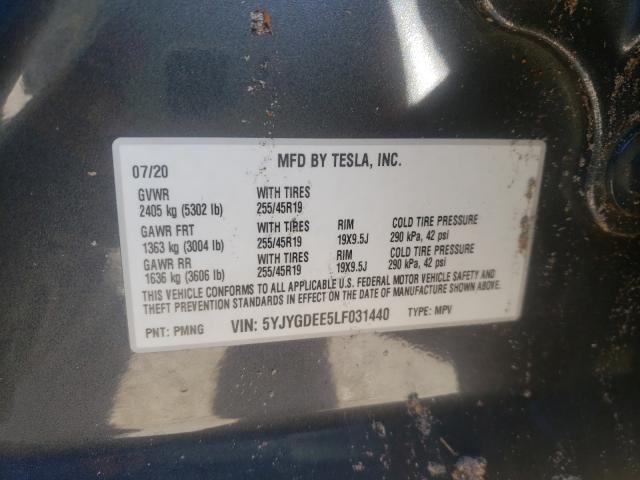 MFD BY TESLA, INC.
07/20
GVWR WITH TIRES
2405 kg (5302 lb) 255/45R19
GAWR FRT WITH TIRES RIM COLD TIRE PRESSURE
1363 kg (3004 lb) 255/45R19 19X9.5J 290 kPa, 42 psi
GAWR RR WITH TIRES RIM COLD TIRE PRESSURE
1636 kg (3606 lb) 255/45R19 19X9.5J 290 kPa, 42 psi
THIS VEHICLE CONFORMS TO ALL APPLICABLE U.S. FEDERAL MOTOR VEHICLE SAFETY AND
THEFT PREVENTION STANDARDS IN EFFECT ON THE DATE OF MANUFACTURE SHOWN ABOVE.
PNT: PMNG VIN: 5YJYGDEE5LF031440 TYPE: MPV